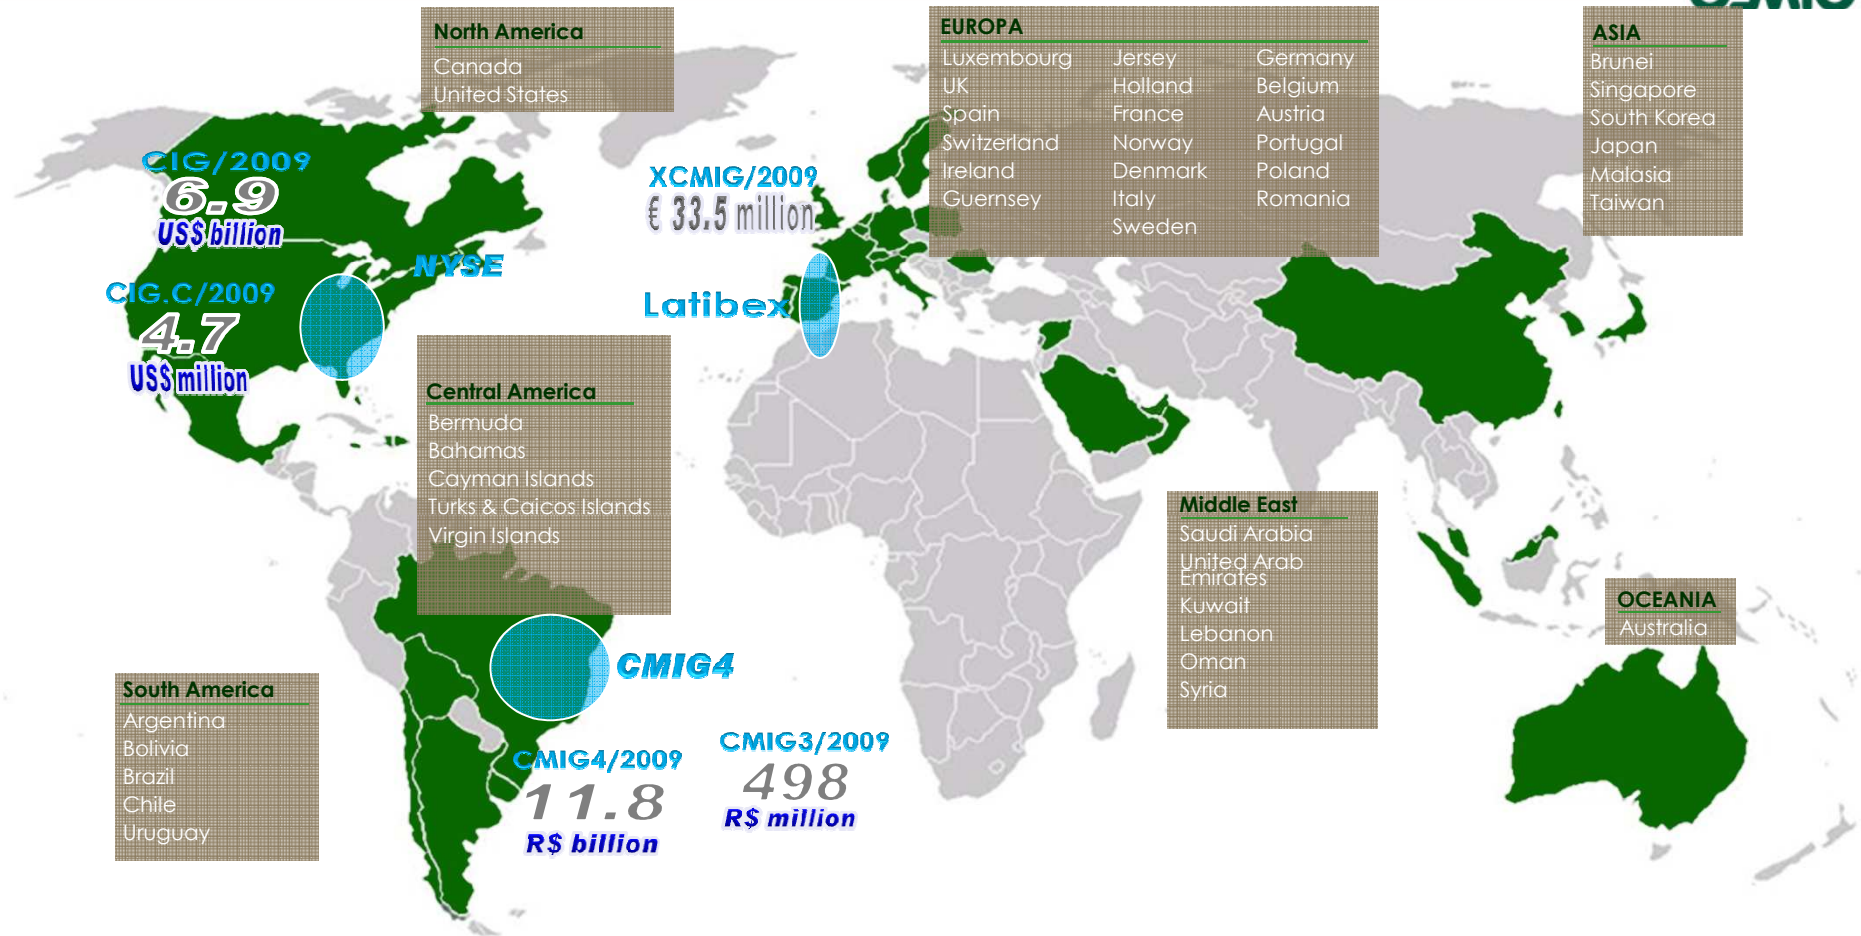 North America
Canada
United States
EUROPA
Luxembourg Jersey Germany
UK Holland Belgium
Spain France Austria
Switzerland Norway Portugal
Ireland Denmark Poland
Guernsey Italy Romania
Sweden
ASIA
Brunei
Singapore
South Korea
Japan
Malasia
Taiwan
CIG/2009
6.9
US$ billion
XCMIG/2009
€ 33.5 million
NYSE
CIG.C/2009
4.7
US$ million
Latibex
Central America
Bermuda
Bahamas
Cayman Islands
Turks & Caicos Islands
Virgin Islands
Middle East
Saudi Arabia
United Arab
Emirates
Kuwait
Lebanon
Oman
Syria
OCEANIA
Australia
CMIG4
South America
Argentina
Bolivia
Brazil
Chile
Uruguay
CMIG4/2009
11.8
R$ billion
CMIG3/2009
498
R$ million